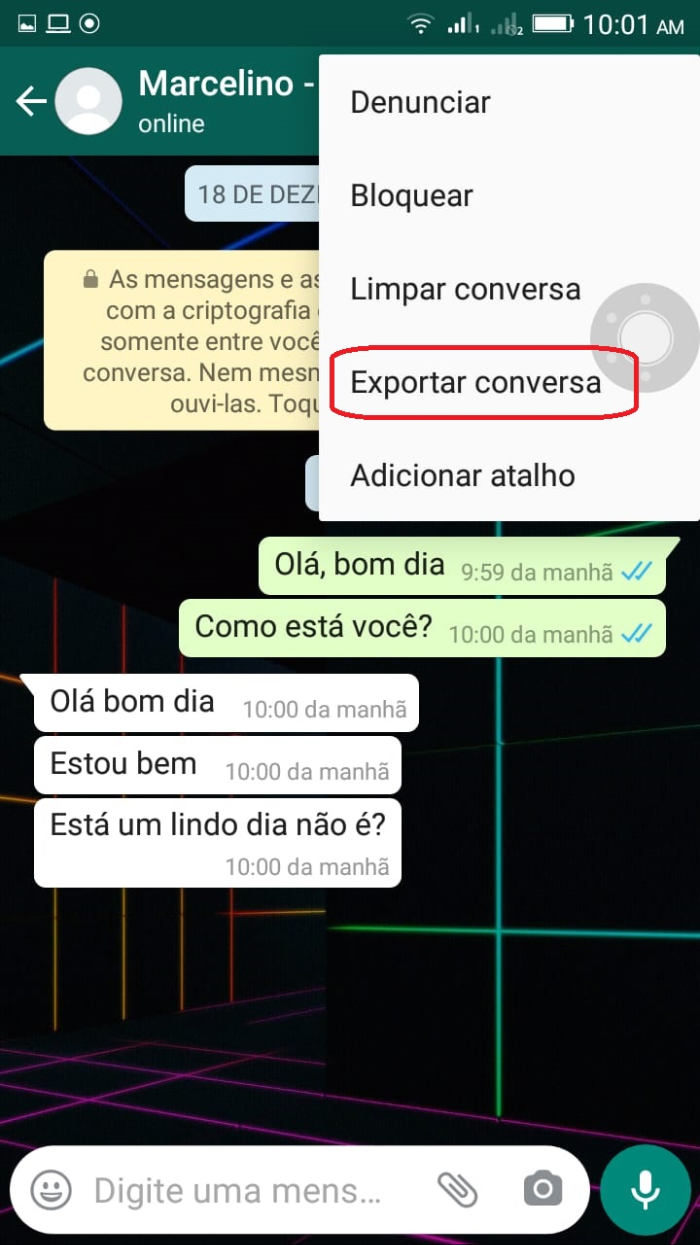 10:01 AM
Marcelino -
online
Denunciar
Bloquear
Limpar conversa
Exportar conversa
Adicionar atalho
18 DE DEZ
As mensagens e as
com a criptografia
somente entre você
conversa. Nem mesm
ouvi-las. Toqu
Olá, bom dia 9:59 da manhã
Como está você? 10:00 da manhã
Olá bom dia 10:00 da manhã
Estou bem 10:00 da manhã
Está um lindo dia não é?
10:00 da manhã
Digite uma mens...